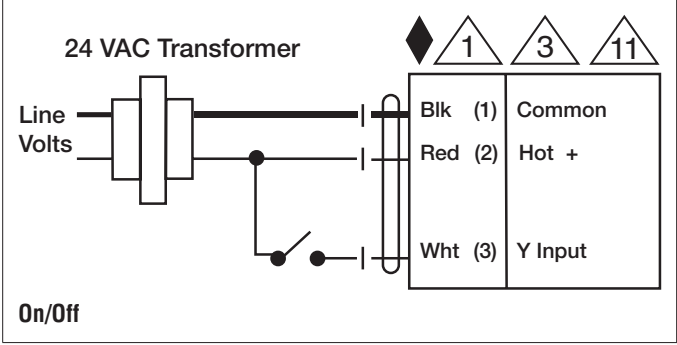 24 VAC Transformer
1 3 11
Line
Volts
Blk (1) Common
Red (2) Hot +
Wht (3) Y Input
On/Off